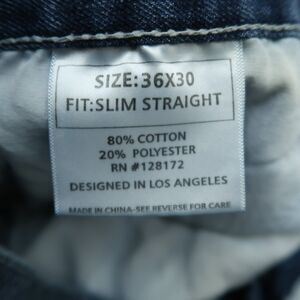 SIZE:36X30
FIT:SLIM STRAIGHT
80% COTTON
20% POLYESTER
RN #128172
DESIGNED IN LOS ANGELES
MADE IN CHINA-SEE REVERSE FOR CARE